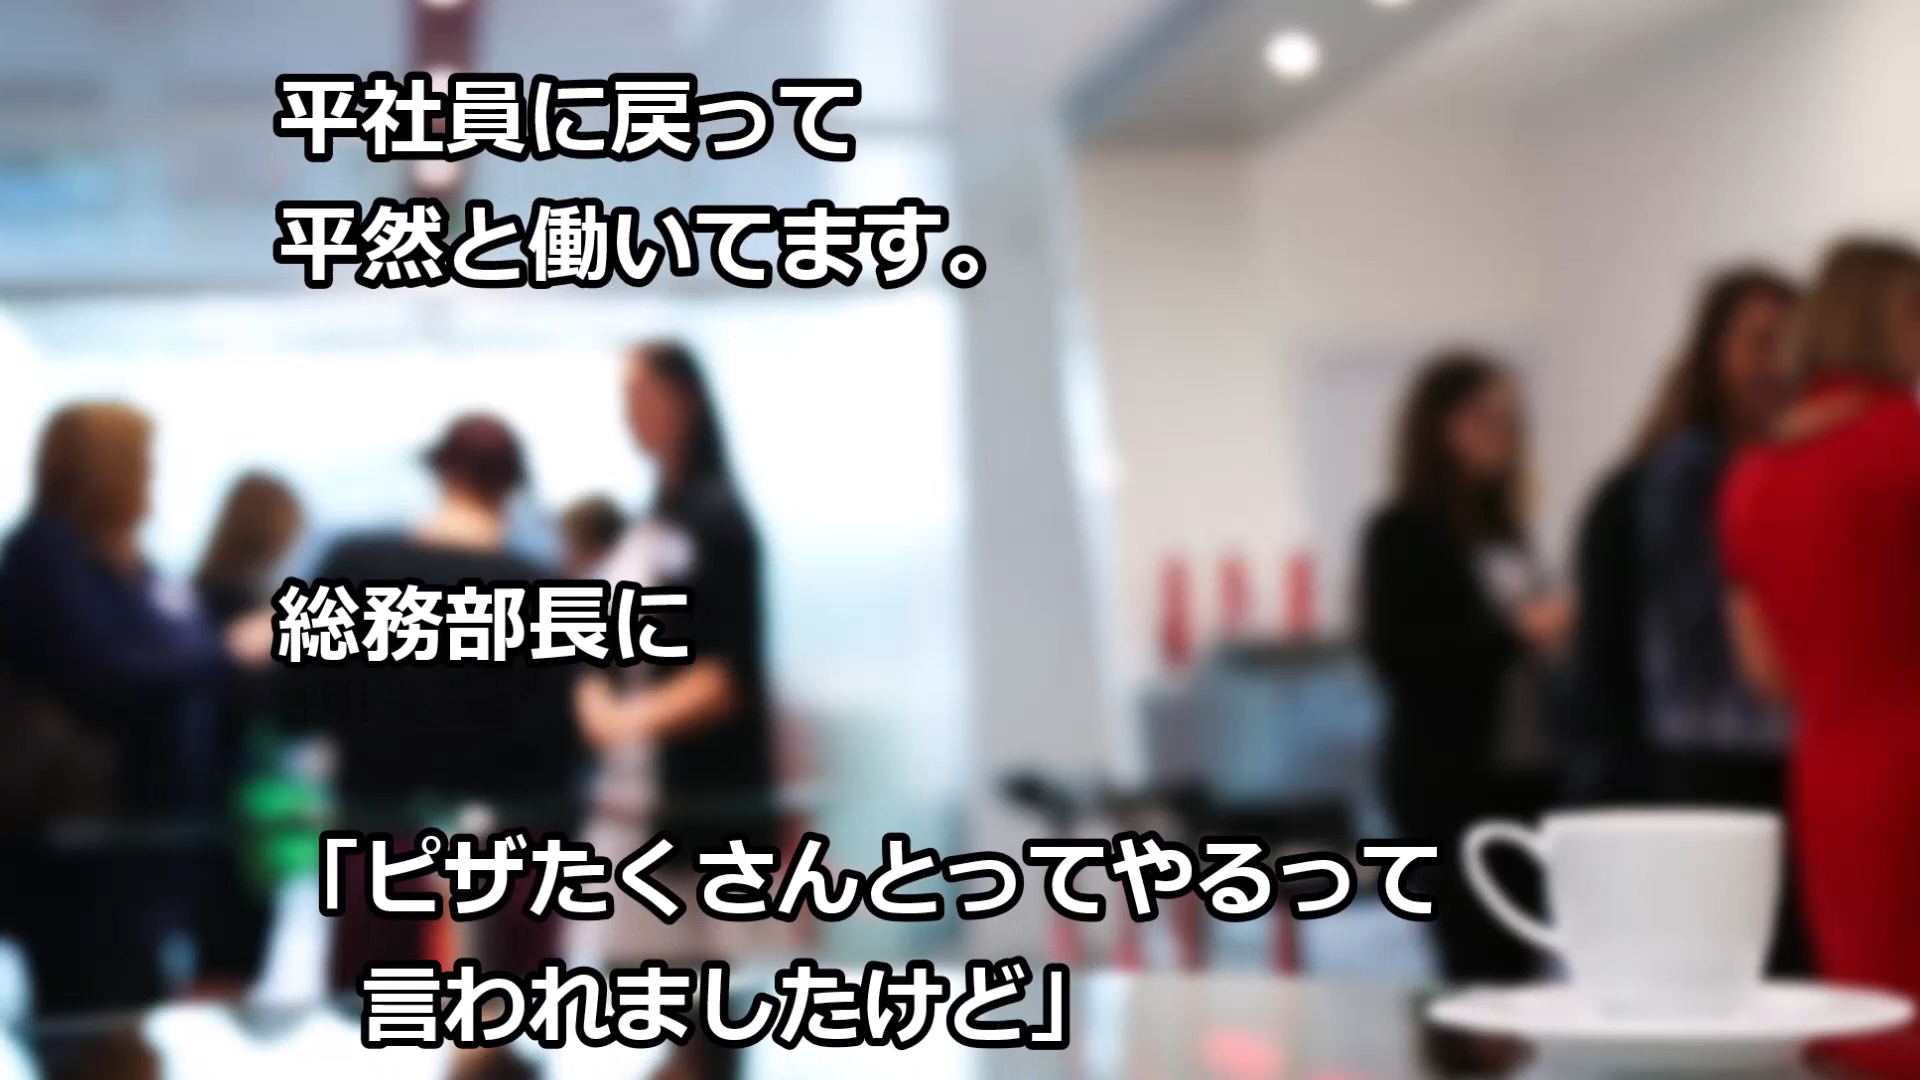 平社員に戻って
平然と働いてます。
総務部長に
「ピザたくさんとってやるって
言われましたけど」